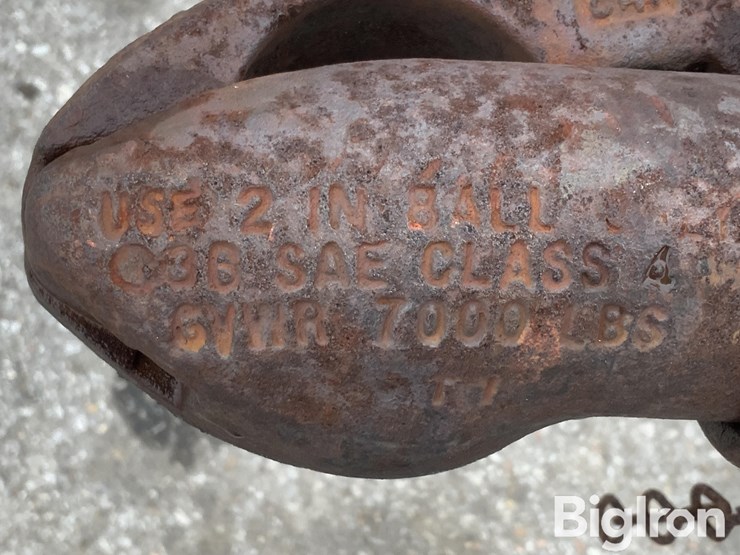 USE 2 IN BALL
C36 SAE CLASS A
GVWR 7000 LBS
BigIron